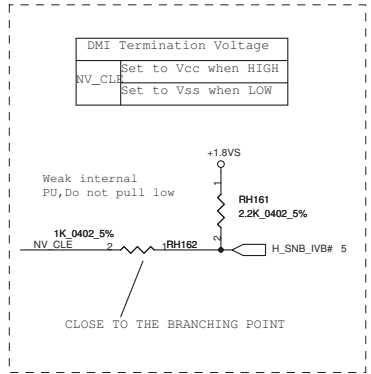 DMI Termination Voltage
NV_CLE
Set to Vcc when HIGH
Set to Vss when LOW
+1.8VS
Weak internal
PU,Do not pull low
1
RH161
2.2K_0402_5%
2
1K_0402_5%
NV_CLE 2 1 RH162 H_SNB_IVB# 5
CLOSE TO THE BRANCHING POINT